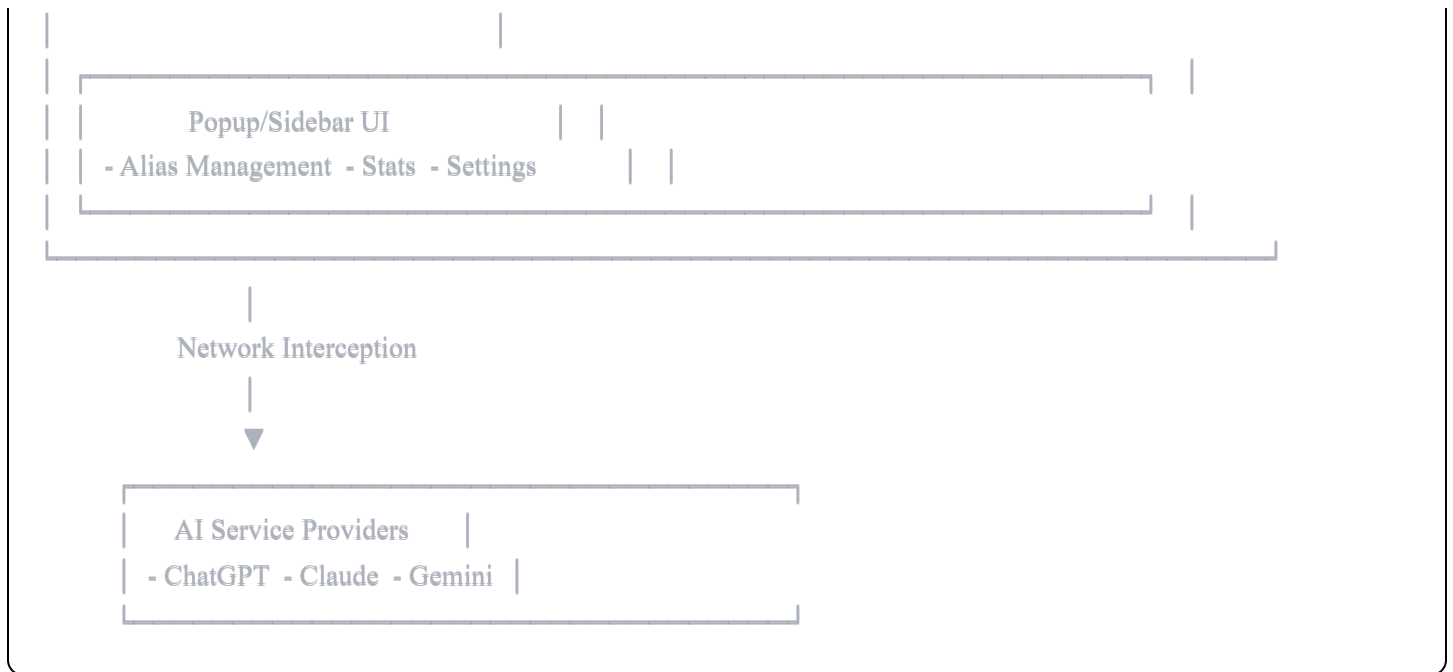 Popup/Sidebar UI
- Alias Management - Stats - Settings
Network Interception
AI Service Providers
- ChatGPT - Claude - Gemini